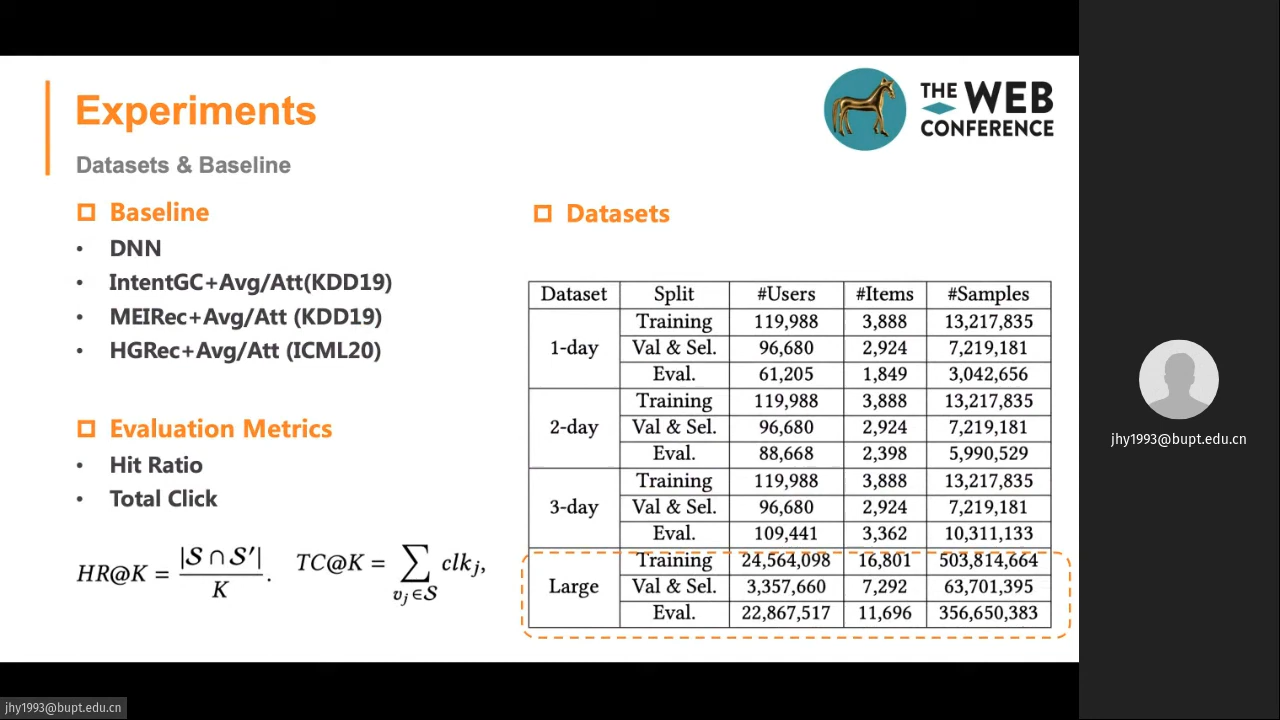 Experiments
Datasets & Baseline
THE WEB
CONFERENCE
Baseline
• DNN
• IntentGC+Avg/Att(KDD19)
• MEIRec+Avg/Att (KDD19)
• HGRec+Avg/Att (ICML20)
Evaluation Metrics
• Hit Ratio
• Total Click
HR@K = |S ∩ S′| / K . TC@K = ∑ v_j∈S clk_j,
Datasets
Dataset Split #Users #Items #Samples
1-day Training 119,988 3,888 13,217,835
Val & Sel. 96,680 2,924 7,219,181
Eval. 61,205 1,849 3,042,656
2-day Training 119,988 3,888 13,217,835
Val & Sel. 96,680 2,924 7,219,181
Eval. 88,668 2,398 5,990,529
3-day Training 119,988 3,888 13,217,835
Val & Sel. 96,680 2,924 7,219,181
Eval. 109,441 3,362 10,311,133
Large Training 24,564,098 16,801 503,814,664
Val & Sel. 3,357,660 7,292 63,701,395
Eval. 22,867,517 11,696 356,650,383
jhy1993@bupt.edu.cn
jhy1993@bupt.edu.cn